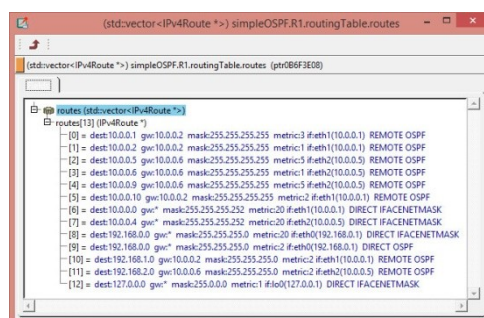 (std::vector<IPv4Route *>) simpleOSPF.R1.routingTable.routes
(std::vector<IPv4Route *>) simpleOSPF.R1.routingTable.routes (ptr0B6F3E08)
routes (std::vector<IPv4Route *>)
routes[13] (IPv4Route *)
[0] = dest:10.0.0.1 gw:10.0.0.2 mask:255.255.255.255 metric:3 if:eth1(10.0.0.1) REMOTE OSPF
[1] = dest:10.0.0.2 gw:10.0.0.2 mask:255.255.255.255 metric:1 if:eth1(10.0.0.1) REMOTE OSPF
[2] = dest:10.0.0.5 gw:10.0.0.6 mask:255.255.255.255 metric:5 if:eth2(10.0.0.5) REMOTE OSPF
[3] = dest:10.0.0.6 gw:10.0.0.6 mask:255.255.255.255 metric:1 if:eth2(10.0.0.5) REMOTE OSPF
[4] = dest:10.0.0.9 gw:10.0.0.6 mask:255.255.255.255 metric:5 if:eth2(10.0.0.5) REMOTE OSPF
[5] = dest:10.0.0.10 gw:10.0.0.2 mask:255.255.255.255 metric:2 if:eth1(10.0.0.1) REMOTE OSPF
[6] = dest:10.0.0.0 gw:* mask:255.255.255.252 metric:20 if:eth1(10.0.0.1) DIRECT IFACENETMASK
[7] = dest:10.0.0.4 gw:* mask:255.255.255.252 metric:20 if:eth2(10.0.0.5) DIRECT IFACENETMASK
[8] = dest:192.168.0.0 gw:* mask:255.255.255.0 metric:20 if:eth0(192.168.0.1) DIRECT IFACENETMASK
[9] = dest:192.168.0.0 gw:* mask:255.255.255.0 metric:2 if:eth0(192.168.0.1) DIRECT OSPF
[10] = dest:192.168.1.0 gw:10.0.0.2 mask:255.255.255.0 metric:2 if:eth1(10.0.0.1) REMOTE OSPF
[11] = dest:192.168.2.0 gw:10.0.0.6 mask:255.255.255.0 metric:2 if:eth2(10.0.0.5) REMOTE OSPF
[12] = dest:127.0.0.0 gw:* mask:255.0.0.0 metric:1 if:lo0(127.0.0.1) DIRECT IFACENETMASK